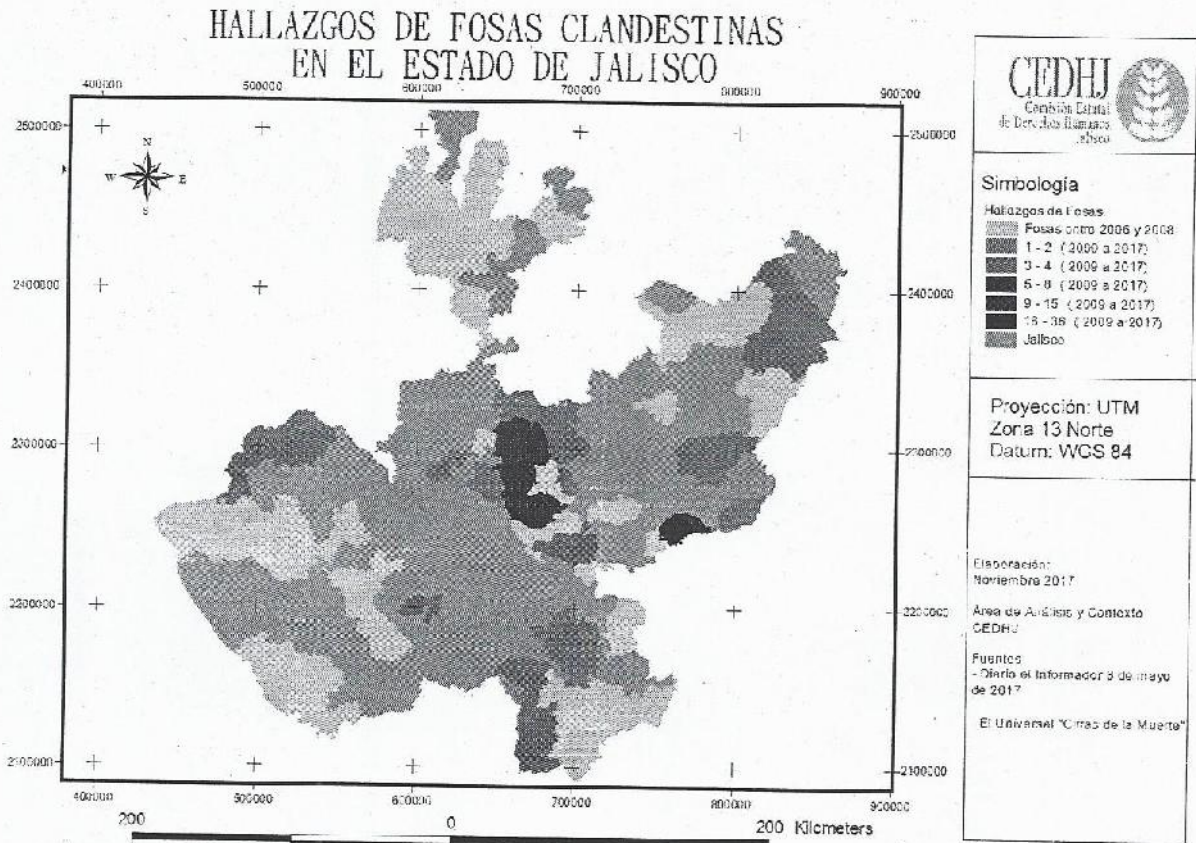 HALLAZGOS DE FOSAS CLANDESTINAS
EN EL ESTADO DE JALISCO
400000 500000 600000 700000 800000 900000
2500000 2500000
2400000 2400000
2300000 2300000
2200000 2200000
2100000 2100000
400000 500000 600000 700000 800000 900000
N
W E
S
200 0 200 Kilometers
CEDHJ
Comisión Estatal
de Derechos Humanos
Jalisco
Simbología
Hallazgos de Fosas
Fosas entre 2006 y 2008
1 - 2 ( 2009 a 2017)
3 - 4 ( 2009 a 2017)
( 2009 a 2017)
9 - 15 ( 2009 a 2017)
( 2009 a 2017)
Jalisco
Proyección: UTM
Zona 13 Norte
Datum: WGS 84
Elaboración:
Noviembre 2017
Área de Análisis y Contexto
CEDHJ
Fuentes
- Diario el Informador 8 de mayo
de 2017
El Universal "Cifras de la Muerte"